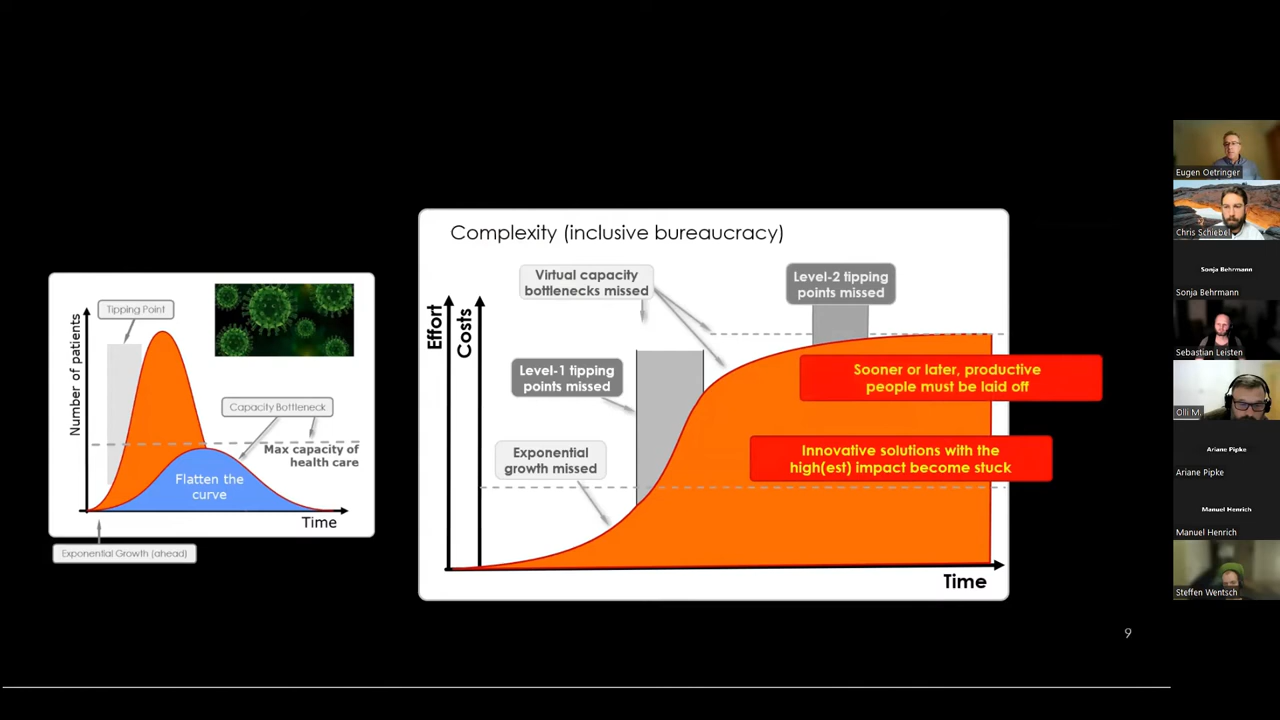 Complexity (inclusive bureaucracy)
Virtual capacity
bottlenecks missed
Level-2 tipping
points missed
Effort
Costs
Level-1 tipping
points missed
Exponential
growth missed
Sooner or later, productive
people must be laid off
Innovative solutions with the
high(est) impact become stuck
Time
Tipping Point
Number of patients
Capacity Bottleneck
Max capacity of
health care
Flatten the
curve
Time
Exponential Growth (ahead)
9
Eugen Oetringer
Chris Schiebel
Sonja Behrmann
Sonja Behrmann
Sebastian Leisten
Olli M.
Ariane Pipke
Ariane Pipke
Manuel Henrich
Manuel Henrich
Steffen Wentsch